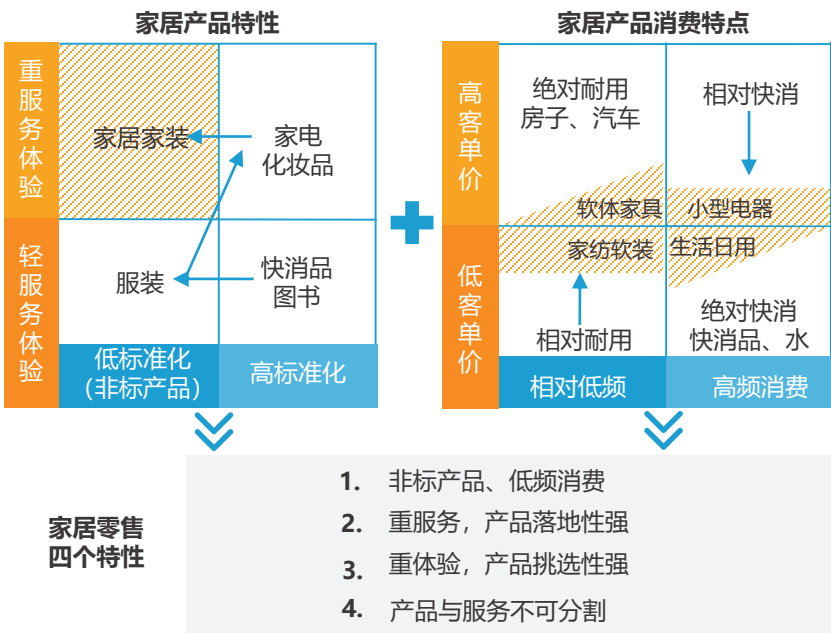 家居产品特性
重服务体验
轻服务体验
家居家装
家电
化妆品
服装
快消品
图书
低标准化
（非标产品）
高标准化
家居产品消费特点
高客单价
低客单价
绝对耐用
房子、汽车
相对快消
软体家具
小型电器
家纺软装
生活日用
相对耐用
绝对快消
快消品、水
相对低频
高频消费
家居零售
四个特性
1. 非标产品、低频消费
2. 重服务，产品落地性强
3. 重体验，产品挑选性强
4. 产品与服务不可分割